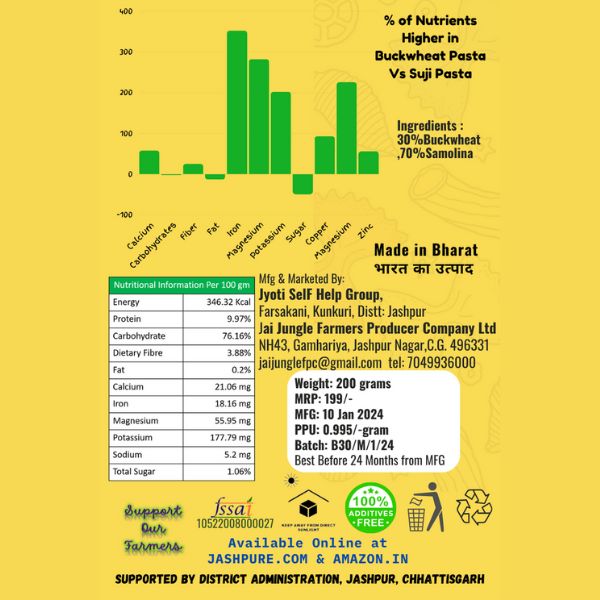 % of Nutrients
Higher in
Buckwheat Pasta
Vs Suji Pasta
400
300
200
100
0
-100
Calcium
Carbohydrates
Fiber
Fat
Iron
Magnesium
Potassium
Sugar
Copper
Magnesium
Zinc
Ingredients :
30%Buckwheat
,70%Samolina
Made in Bharat
भारत का उत्पाद
Nutritional Information Per 100 gm
Energy 346.32 Kcal
Protein 9.97%
Carbohydrate 76.16%
Dietary Fibre 3.88%
Fat 0.2%
Calcium 21.06 mg
Iron 18.16 mg
Magnesium 55.95 mg
Potassium 177.79 mg
Sodium 5.2 mg
Total Sugar 1.06%
Mfg & Marketed By:
Jyoti SelF Help Group,
Farsakani, Kunkuri, Distt: Jashpur
Jai Jungle Farmers Producer Company Ltd
NH43, Gamhariya, Jashpur Nagar,C.G. 496331
jaijunglefpc@gmail.com tel: 7049936000
Weight: 200 grams
MRP: 199/-
MFG: 10 Jan 2024
PPU: 0.995/-gram
Batch: B30/M/1/24
Best Before 24 Months from MFG
Support
Our
Farmers
fssai
10522008000027
KEEP AWAY FROM DIRECT
SUNLIGHT
100%
ADDITIVES
FREE
Available Online at
JASHPURE.COM & AMAZON.IN
SUPPORTED BY DISTRICT ADMINISTRATION, JASHPUR, CHHATTISGARH